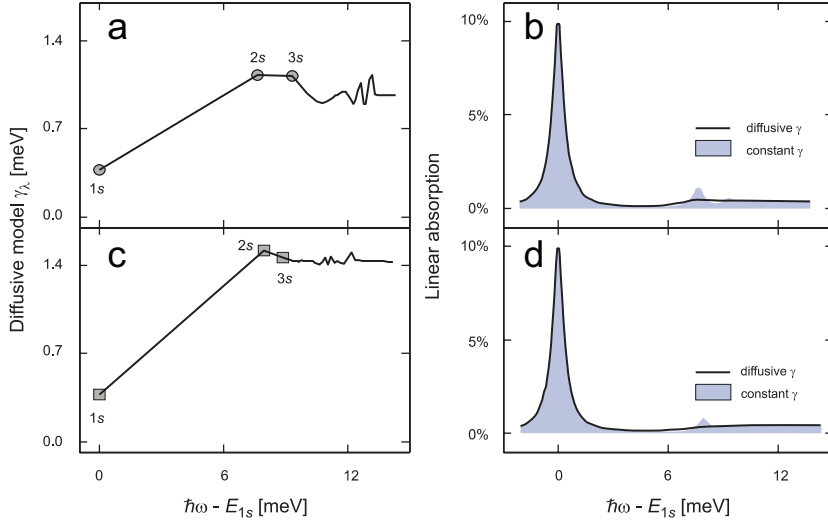 a
1.4
0.7
0.0
1s
2s
3s
b
10%
5%
0%
diffusive γ
constant γ
c
1.4
0.7
0.0
1s
2s
3s
0
6
12
d
10%
5%
0%
diffusive γ
constant γ
0
6
12
Diffusive model γλ [meV]
Linear absorption
ħω - E1s [meV]
ħω - E1s [meV]